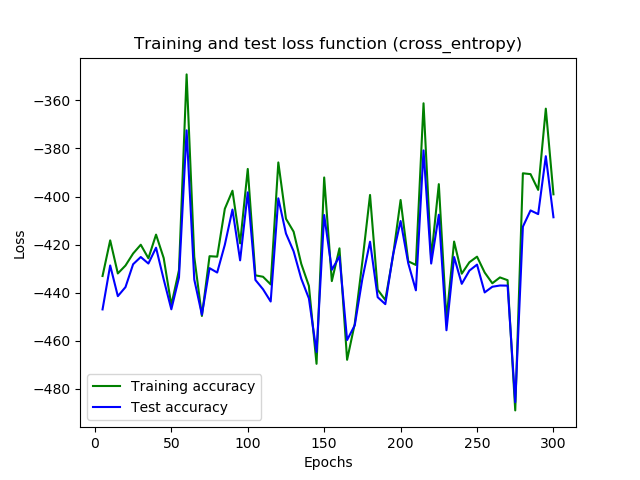 Training and test loss function (cross_entropy)
Loss
−360
−380
−400
−420
−440
−460
−480
Training accuracy
Test accuracy
0 50 100 150 200 250 300
Epochs